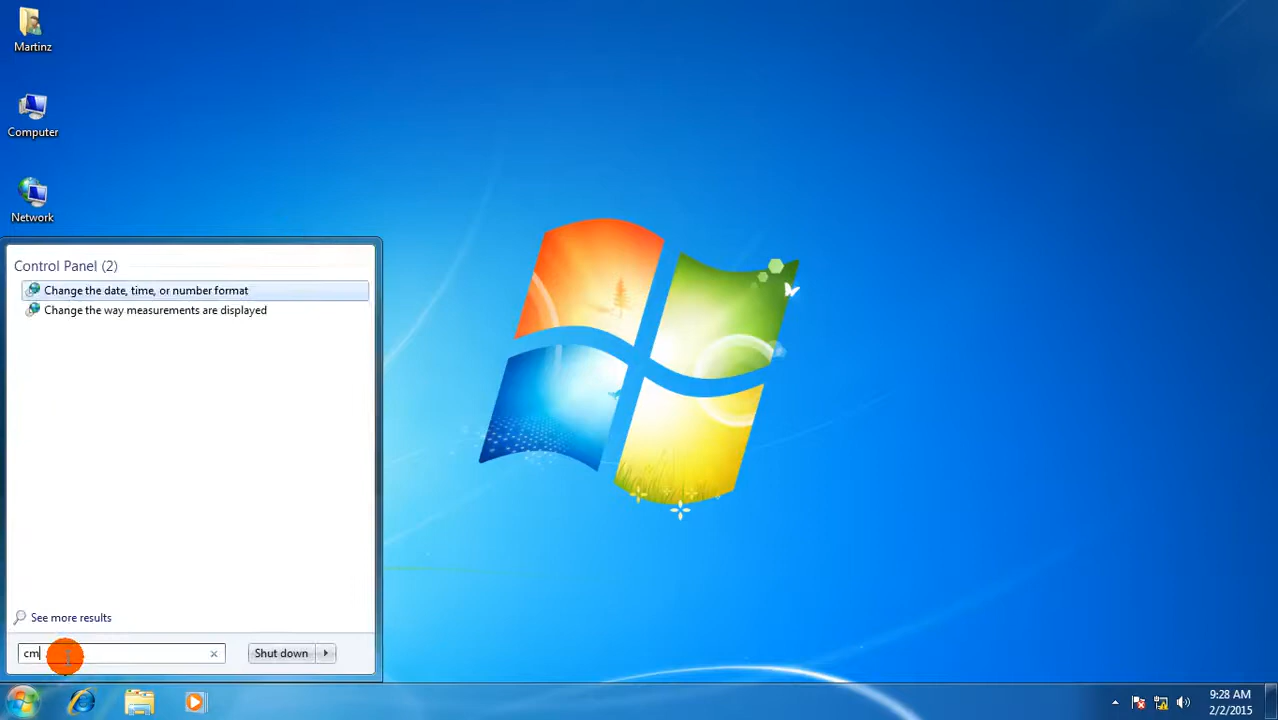 Martinz
Computer
Network
Control Panel (2)
Change the date, time, or number format
Change the way measurements are displayed
See more results
cm
Shut down
9:28 AM
2/2/2015